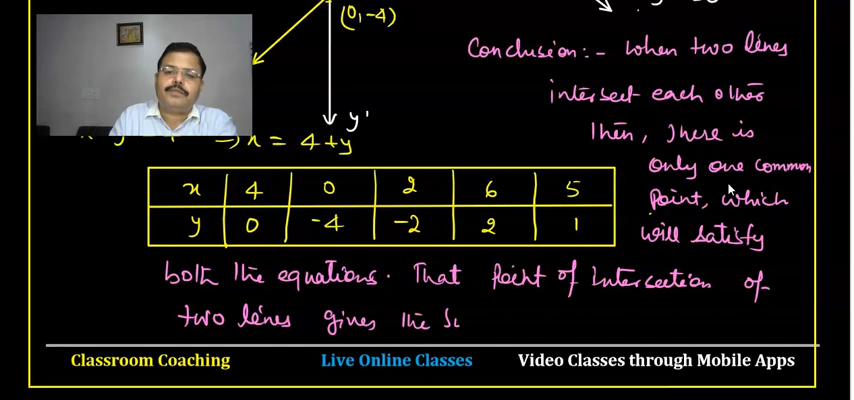 (0, -4)
y'
⇒ x = 4 + y
x 4 0 2 6 5
y 0 -4 -2 2 1
Conclusion:- When two lines
intersect each other
Then, There is
only one common
Point, which
will satisfy
both the equations. That Point of Intersection of
two lines gives the
Classroom Coaching Live Online Classes Video Classes through Mobile Apps